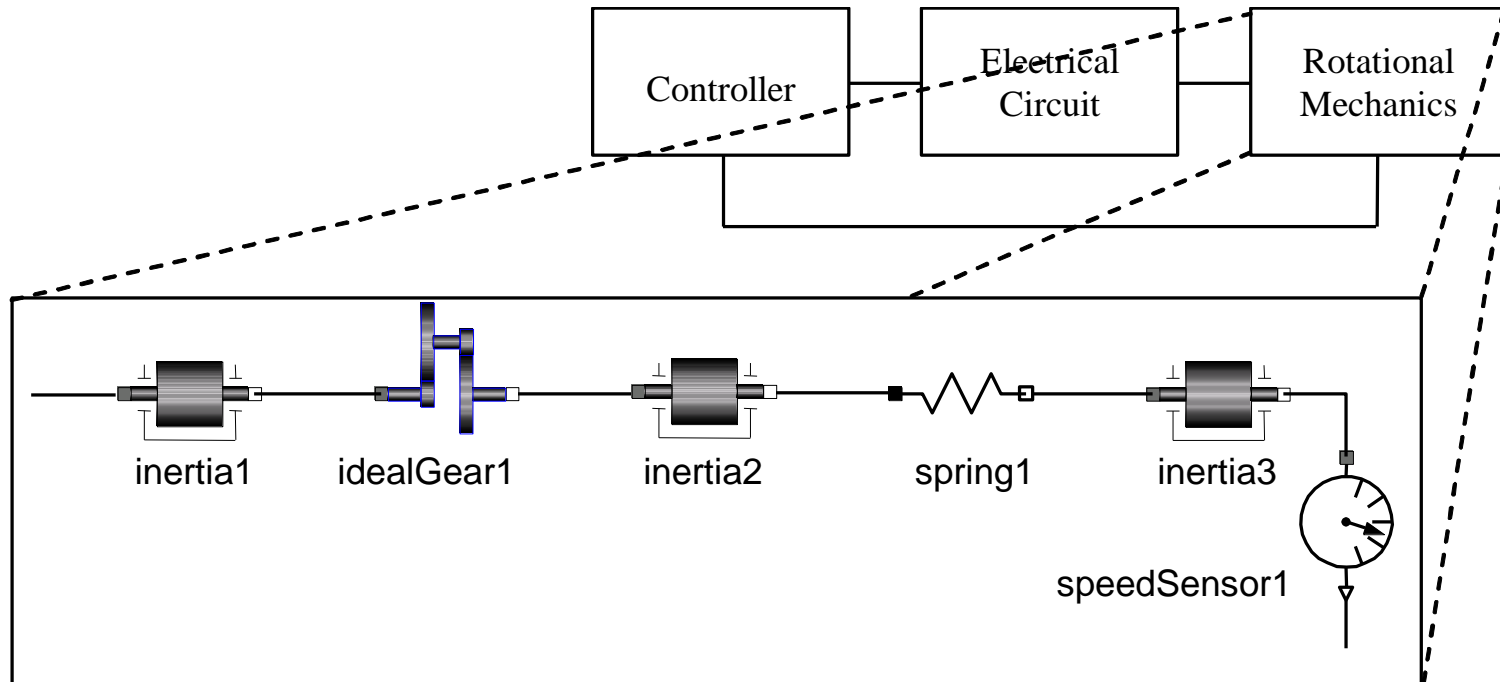 Controller
Electrical
Circuit
Rotational
Mechanics
inertia1
idealGear1
inertia2
spring1
inertia3
speedSensor1